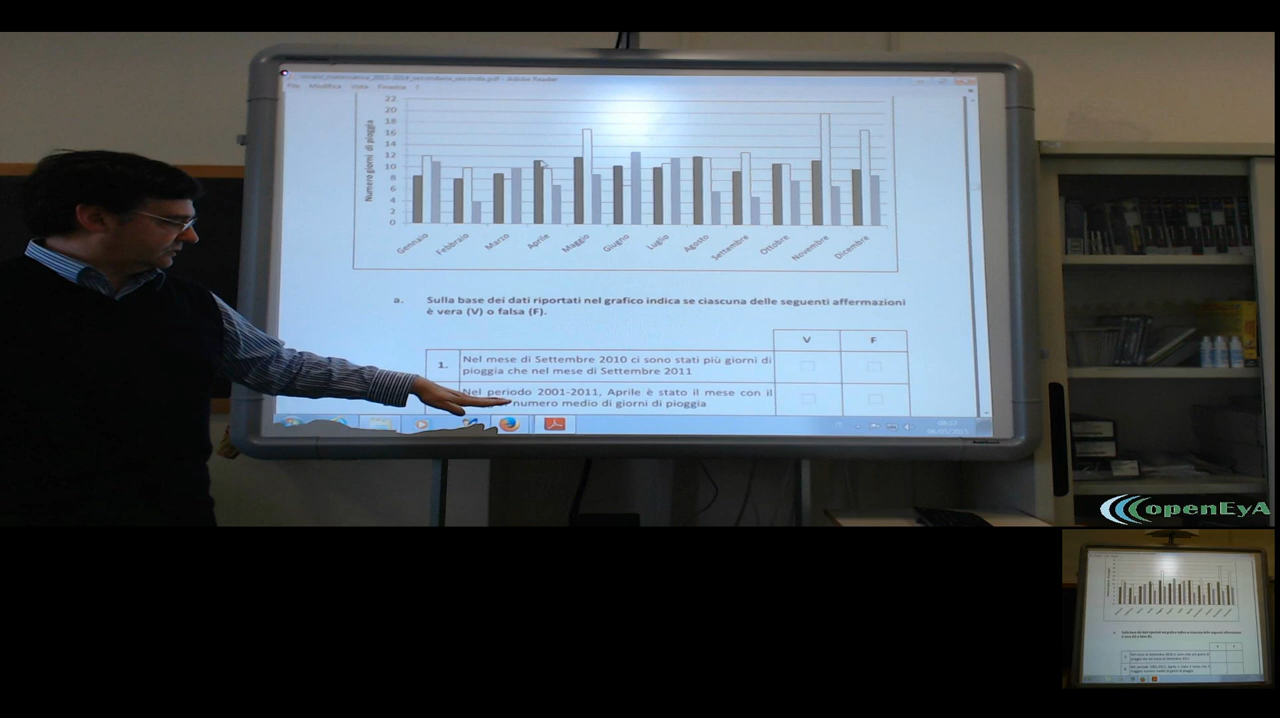 File Modifica Vista Finestra ?
22
20
18
16
14
12
10
8
6
4
2
0
Numero giorni di pioggia
Gennaio
Febbraio
Marzo
Aprile
Maggio
Giugno
Luglio
Agosto
Settembre
Ottobre
Novembre
Dicembre
a. Sulla base dei dati riportati nel grafico indica se ciascuna delle seguenti affermazioni
è vera (V) o falsa (F).
V F
1. Nel mese di Settembre 2010 ci sono stati più giorni di
pioggia che nel mese di Settembre 2011
Nel periodo 2001-2011, Aprile è stato il mese con il
numero medio di giorni di pioggia
openEyA